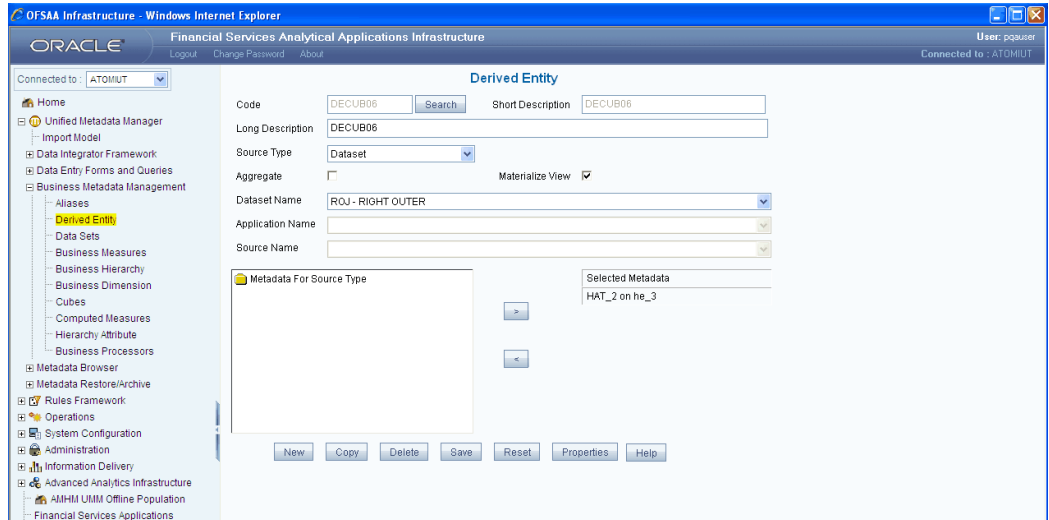 OFSAA Infrastructure - Windows Internet Explorer
ORACLE
Financial Services Analytical Applications Infrastructure
User: pqauser
Logout Change Password About
Connected to : ATOMIUT
Connected to : ATOMIUT
Home
Unified Metadata Manager
Import Model
Data Integrator Framework
Data Entry Forms and Queries
Business Metadata Management
Aliases
Derived Entity
Data Sets
Business Measures
Business Hierarchy
Business Dimension
Cubes
Computed Measures
Hierarchy Attribute
Business Processors
Metadata Browser
Metadata Restore/Archive
Rules Framework
Operations
System Configuration
Administration
Information Delivery
Advanced Analytics Infrastructure
AMHM UMM Offline Population
Financial Services Applications
Derived Entity
Code DECUB06 Search Short Description DECUB06
Long Description DECUB06
Source Type Dataset
Aggregate Materialize View
Dataset Name ROJ - RIGHT OUTER
Application Name
Source Name
Metadata For Source Type
Selected Metadata
HAT_2 on he_3
>
<
New Copy Delete Save Reset Properties Help